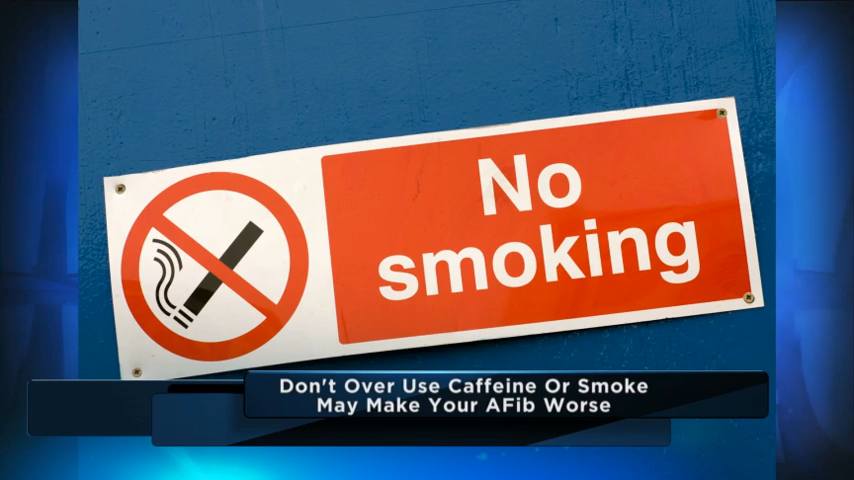 No
smoking
Don't Over Use Caffeine Or Smoke
May Make Your AFib Worse